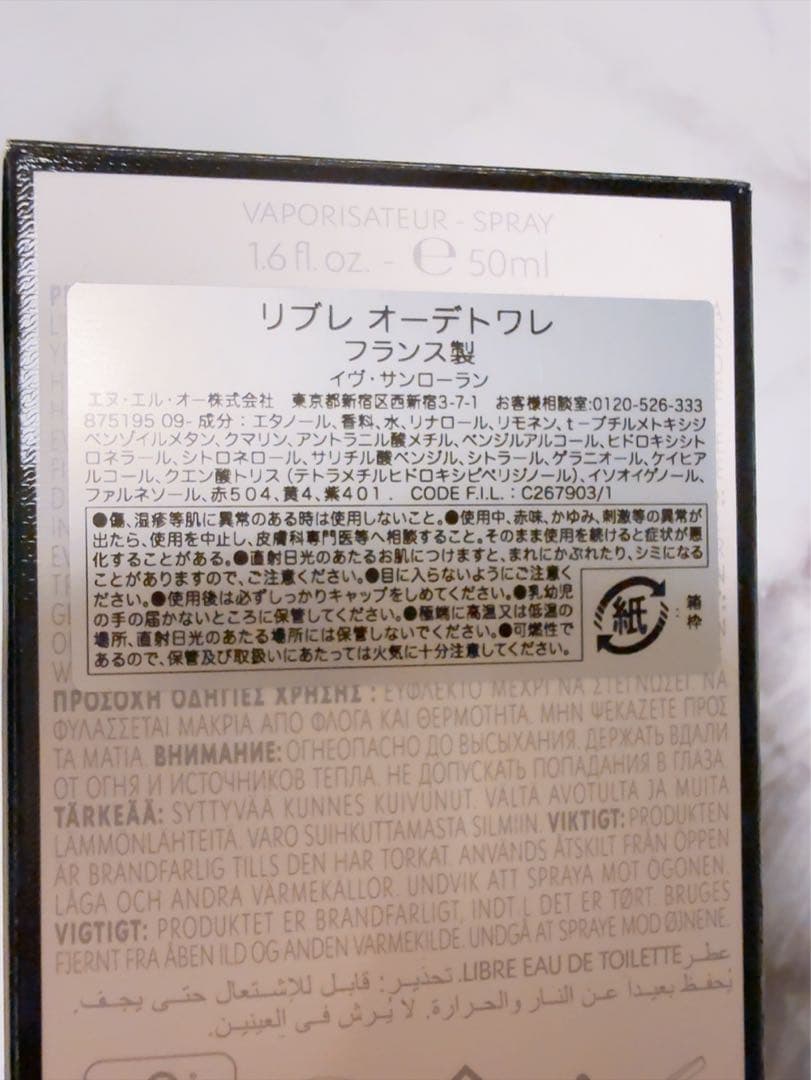 VAPORISATEUR - SPRAY
1.6 fl. oz. - e 50ml
リブレ オーデトワレ
フランス製
イヴ・サンローラン
エヌ・エル・オー株式会社 東京都新宿区西新宿3-7-1 お客様相談室:0120-526-333
875195 09- 成分：エタノール、香料、水、リナロール、リモネン、t－ブチルメトキシジ
ベンゾイルメタン、クマリン、アントラニル酸メチル、ベンジルアルコール、ヒドロキシシト
ロネラール、シトロネロール、サリチル酸ベンジル、シトラール、ゲラニオール、ケイヒア
ルコール、クエン酸トリス（テトラメチルヒドロキシピペリジノール）、イソオイゲノール、
ファルネソール、赤504、黄4、紫401． CODE F.I.L.：C267903/1
●傷、湿疹等肌に異常のある時は使用しないこと。●使用中、赤味、かゆみ、刺激等の異常が
出たら、使用を中止し、皮膚科専門医等へ相談すること。そのまま使用を続けると症状が悪
化することがある。●直射日光のあたるお肌につけますと、まれにかぶれたり、シミになる
ことがありますので、ご注意ください。●目に入らないようにご注意く
ださい。●使用後は必ずしっかりキャップをしめてください。●乳幼児
の手の届かないところに保管してください。●極端に高温又は低温の
場所、直射日光のあたる場所には保管しないでください。●可燃性で
あるので、保管及び取扱いにあたっては火気に十分注意してください。
紙
：箱
枠
ΠΡΟΣΟΧΗ ΟΔΗΓΙΕΣ ΧΡΗΣΗΣ : ΕΥΦΛΕΚΤΟ ΜΕΧΡΙ ΝΑ ΣΤΕΓΝΩΣΕΙ. ΝΑ
ΦΥΛΑΣΣΕΤΑΙ ΜΑΚΡΙΑ ΑΠΟ ΦΛΟΓΑ ΚΑΙ ΘΕΡΜΟΤΗΤΑ. ΜΗΝ ΨΕΚΑΖΕΤΕ ΠΡΟΣ
ΤΑ ΜΑΤΙΑ. ВНИМАНИЕ: ОГНЕОПАСНО ДО ВЫСЫХАНИЯ. ДЕРЖАТЬ ВДАЛИ
ОТ ОГНЯ И ИСТОЧНИКОВ ТЕПЛА. НЕ ДОПУСКАТЬ ПОПАДАНИЯ В ГЛАЗА.
TÄRKEÄÄ: SYTTYVÄÄ KUNNES KUIVUNUT. VÄLTÄ AVOTULTA JA MUITA
LÄMMÖNLÄHTEITÄ. VARO SUIHKUTTAMASTA SILMIIN. VIKTIGT: PRODUKTEN
ÄR BRANDFARLIG TILLS DEN HAR TORKAT. ANVÄNDS ÅTSKILT FRÅN ÖPPEN
LÅGA OCH ANDRA VÄRMEKÄLLOR. UNDVIK ATT SPRAYA MOT ÖGONEN.
VIGTIGT: PRODUKTET ER BRANDFARLIGT, INDTIL DET ER TØRT. BRUGES
FJERNT FRA ÅBEN ILD OG ANDEN VARMEKILDE. UNDGÅ AT SPRAYE MOD ØJNENE.
عطر LIBRE EAU DE TOILETTE. تحذير: قابل للإشتعال حتى يجف.
يُحفظ بعيدا عن النار والحرارة. لا يُرش في العينين.